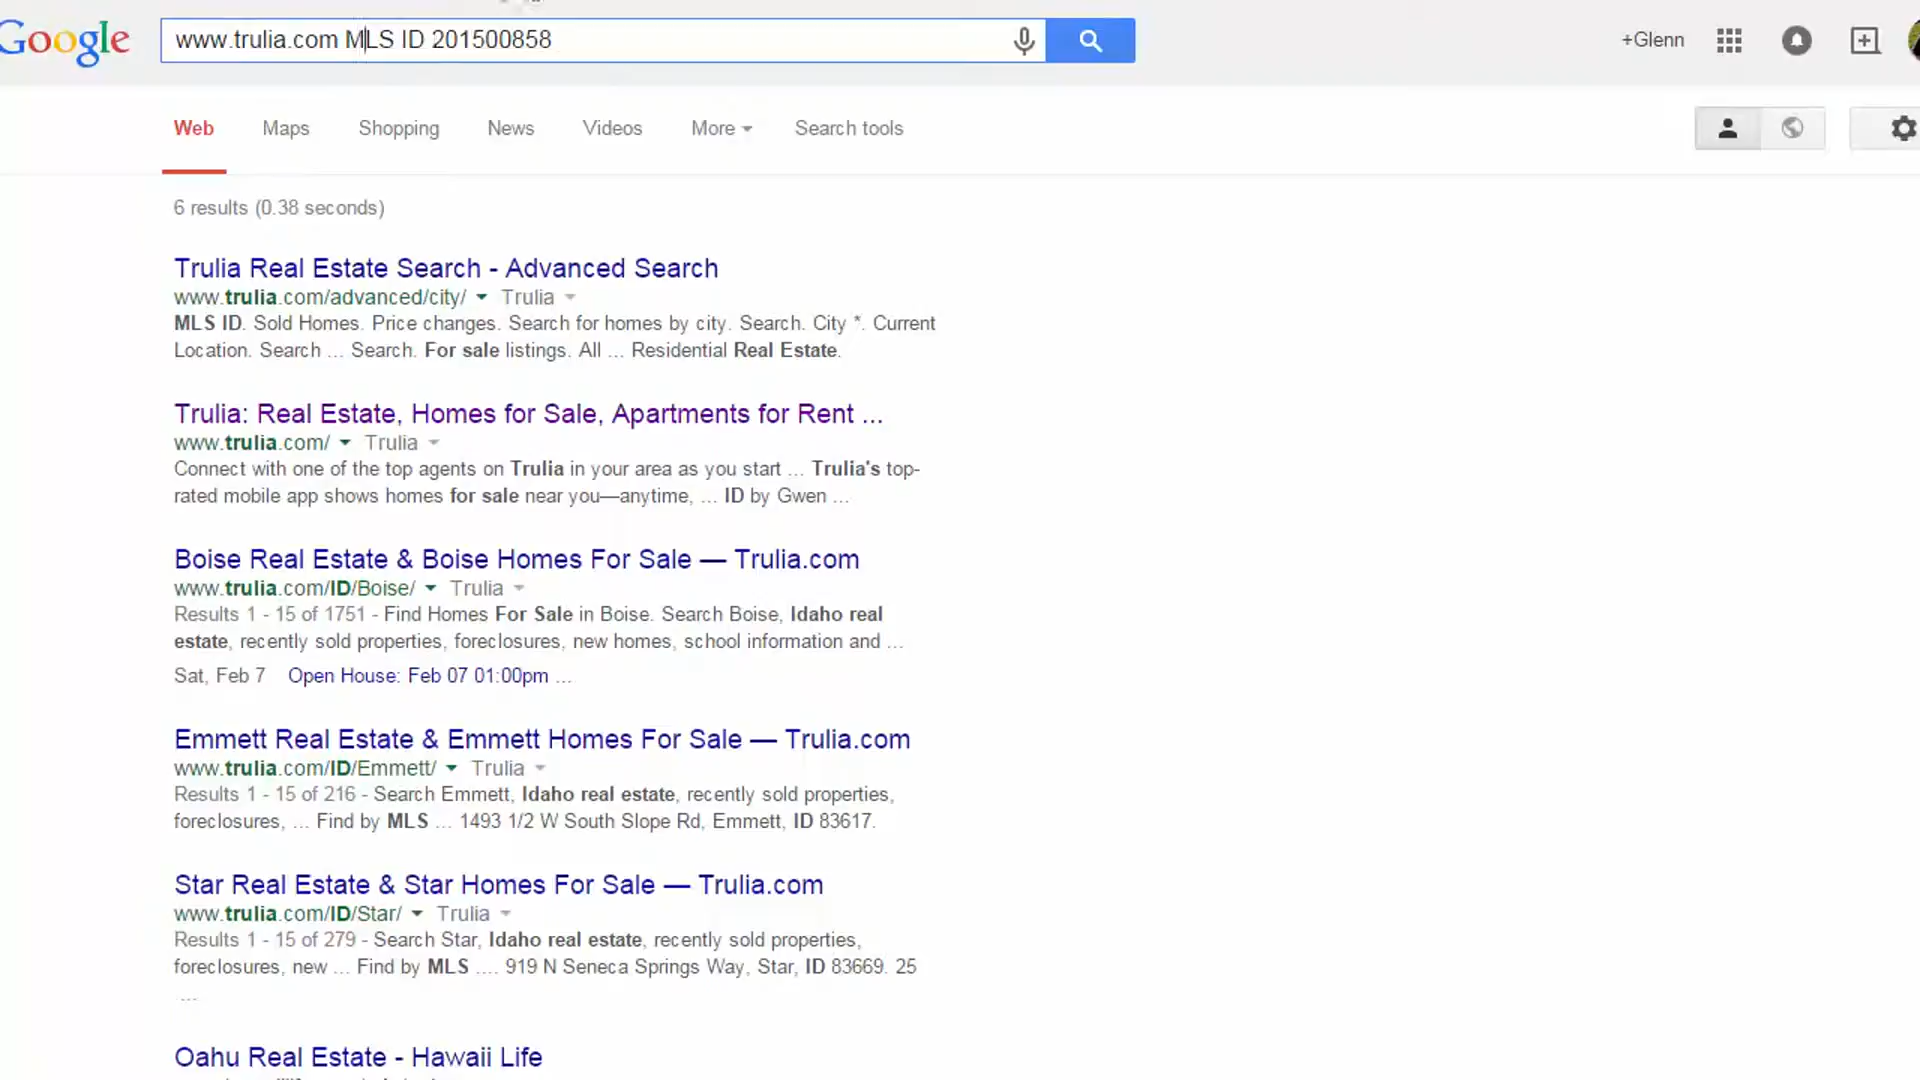 Google
www.trulia.com MLS ID 201500858
+Glenn
Web Maps Shopping News Videos More Search tools
6 results (0.38 seconds)
Trulia Real Estate Search - Advanced Search
www.trulia.com/advanced/city/ Trulia
MLS ID. Sold Homes. Price changes. Search for homes by city. Search. City *. Current
Location. Search ... Search. For sale listings. All ... Residential Real Estate.
Trulia: Real Estate, Homes for Sale, Apartments for Rent ...
www.trulia.com/ Trulia
Connect with one of the top agents on Trulia in your area as you start ... Trulia's top-
rated mobile app shows homes for sale near you—anytime, ... ID by Gwen ...
Boise Real Estate & Boise Homes For Sale — Trulia.com
www.trulia.com/ID/Boise/ Trulia
Results 1 - 15 of 1751 - Find Homes For Sale in Boise. Search Boise, Idaho real
estate, recently sold properties, foreclosures, new homes, school information and ...
Sat, Feb 7 Open House: Feb 07 01:00pm ...
Emmett Real Estate & Emmett Homes For Sale — Trulia.com
www.trulia.com/ID/Emmett/ Trulia
Results 1 - 15 of 216 - Search Emmett, Idaho real estate, recently sold properties,
foreclosures, ... Find by MLS ... 1493 1/2 W South Slope Rd, Emmett, ID 83617.
Star Real Estate & Star Homes For Sale — Trulia.com
www.trulia.com/ID/Star/ Trulia
Results 1 - 15 of 279 - Search Star, Idaho real estate, recently sold properties,
foreclosures, new ... Find by MLS .... 919 N Seneca Springs Way, Star, ID 83669. 25
...
Oahu Real Estate - Hawaii Life